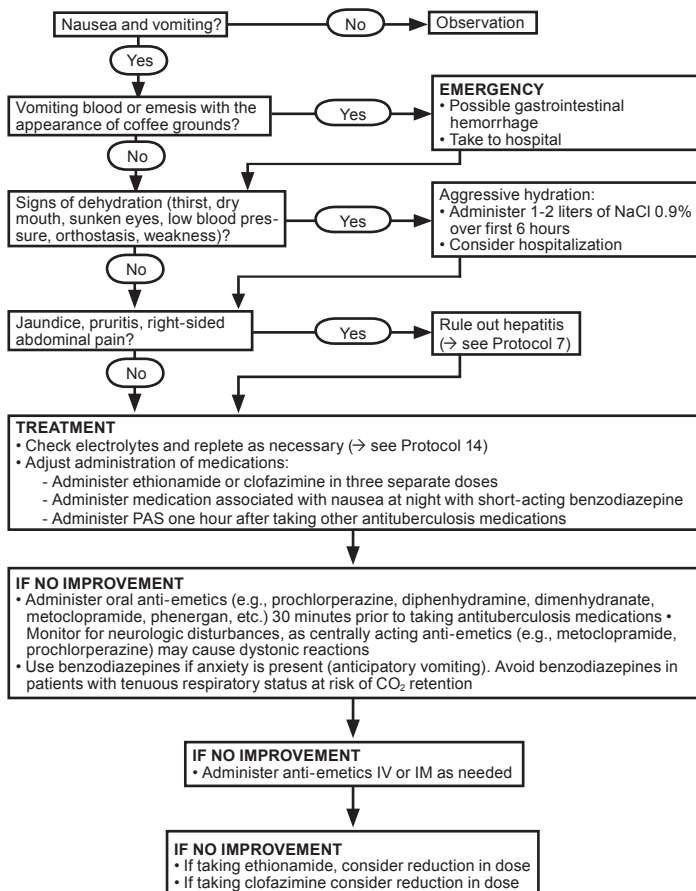 Nausea and vomiting?
No
Observation
Yes
Vomiting blood or emesis with the
appearance of coffee grounds?
Yes
EMERGENCY
• Possible gastrointestinal
hemorrhage
• Take to hospital
No
Signs of dehydration (thirst, dry
mouth, sunken eyes, low blood pres-
sure, orthostasis, weakness)?
Yes
Aggressive hydration:
• Administer 1-2 liters of NaCl 0.9%
over first 6 hours
• Consider hospitalization
No
Jaundice, pruritis, right-sided
abdominal pain?
Yes
Rule out hepatitis
(→ see Protocol 7)
No
TREATMENT
• Check electrolytes and replete as necessary (→ see Protocol 14)
• Adjust administration of medications:
- Administer ethionamide or clofazimine in three separate doses
- Administer medication associated with nausea at night with short-acting benzodiazepine
- Administer PAS one hour after taking other antituberculosis medications
IF NO IMPROVEMENT
• Administer oral anti-emetics (e.g., prochlorperazine, diphenhydramine, dimenhydranate,
metoclopramide, phenergan, etc.) 30 minutes prior to taking antituberculosis medications •
Monitor for neurologic disturbances, as centrally acting anti-emetics (e.g., metoclopramide,
prochlorperazine) may cause dystonic reactions
• Use benzodiazepines if anxiety is present (anticipatory vomiting). Avoid benzodiazepines in
patients with tenuous respiratory status at risk of CO₂ retention
IF NO IMPROVEMENT
• Administer anti-emetics IV or IM as needed
IF NO IMPROVEMENT
• If taking ethionamide, consider reduction in dose
• If taking clofazimine consider reduction in dose